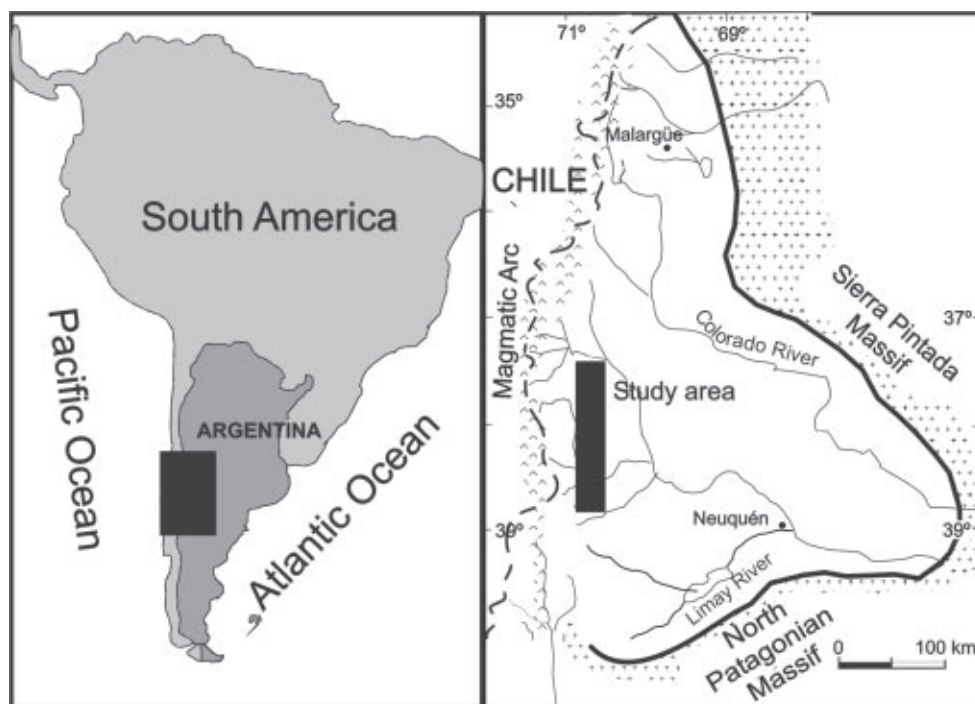 South America
Pacific Ocean
ARGENTINA
Atlantic Ocean
71º
69º
35º
Malargüe
CHILE
Magmatic Arc
Sierra Pintada
Massif
37º
Colorado River
Study area
Neuquén
39º
39º
Limay River
North
Patagonian
Massif
0
100 km